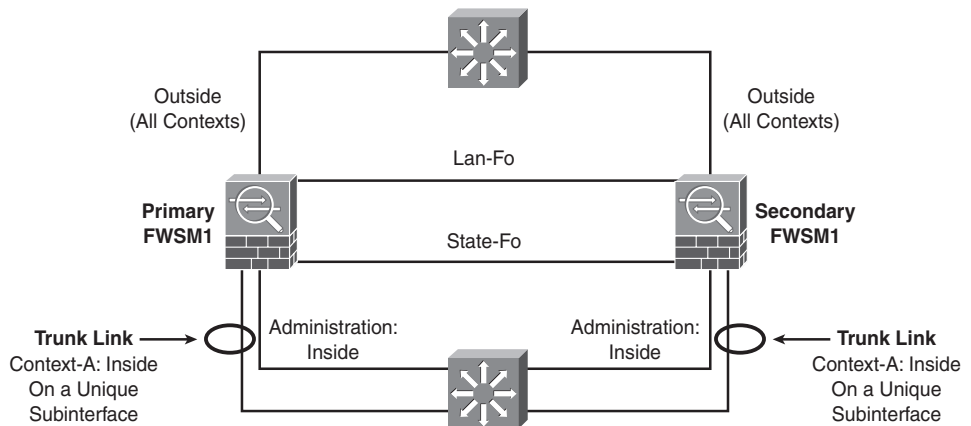 Outside
(All Contexts)
Outside
(All Contexts)
Lan-Fo
Primary
FWSM1
Secondary
FWSM1
State-Fo
Trunk Link
Context-A: Inside
On a Unique
Subinterface
Administration:
Inside
Administration:
Inside
Trunk Link
Context-A: Inside
On a Unique
Subinterface